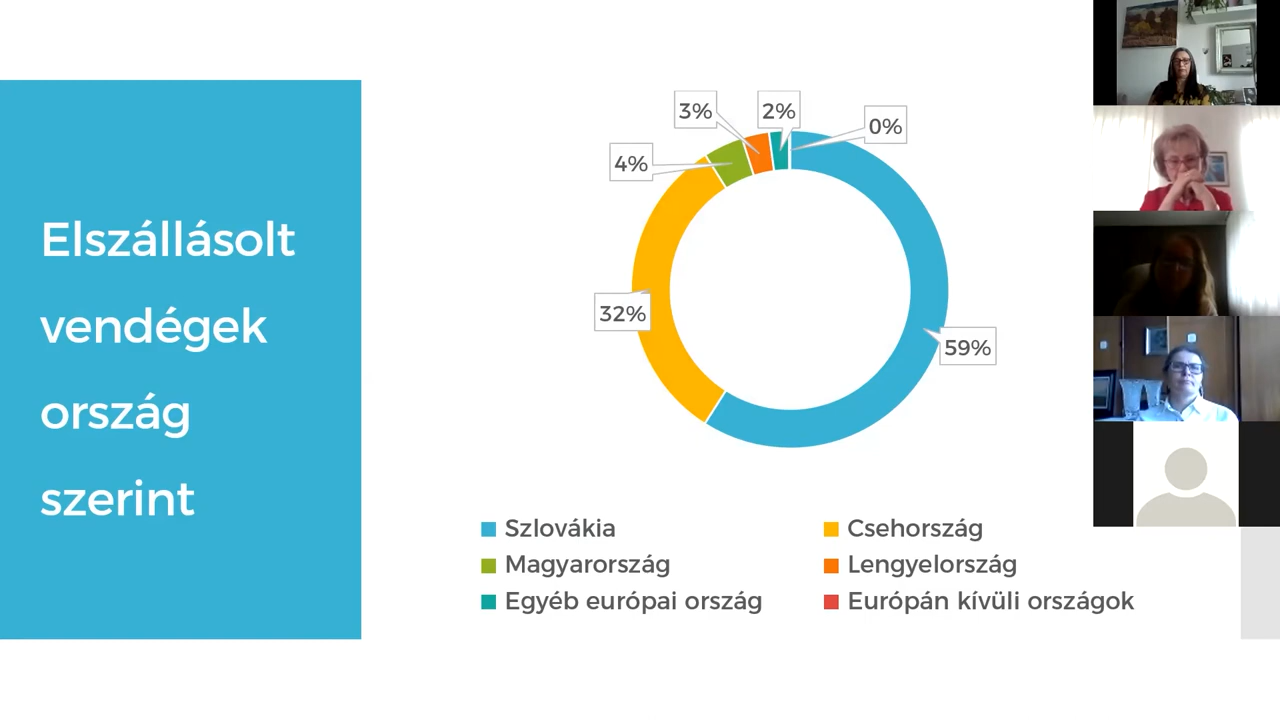 Elszállásolt
vendégek
ország
szerint
3%
2%
0%
4%
32%
59%
Szlovákia
Csehország
Magyarország
Lengyelország
Egyéb európai ország
Európán kívüli országok